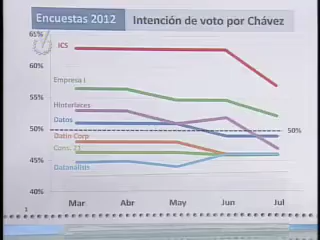 Encuestas 2012
Intención de voto por Chávez
65%
ICS
60%
Empresa I
55%
Hinterlaces
Datos
50%
50%
Datin Corp
45%
Cons. 21
Datanálisis
40%
Mar Abr May Jun Jul
1